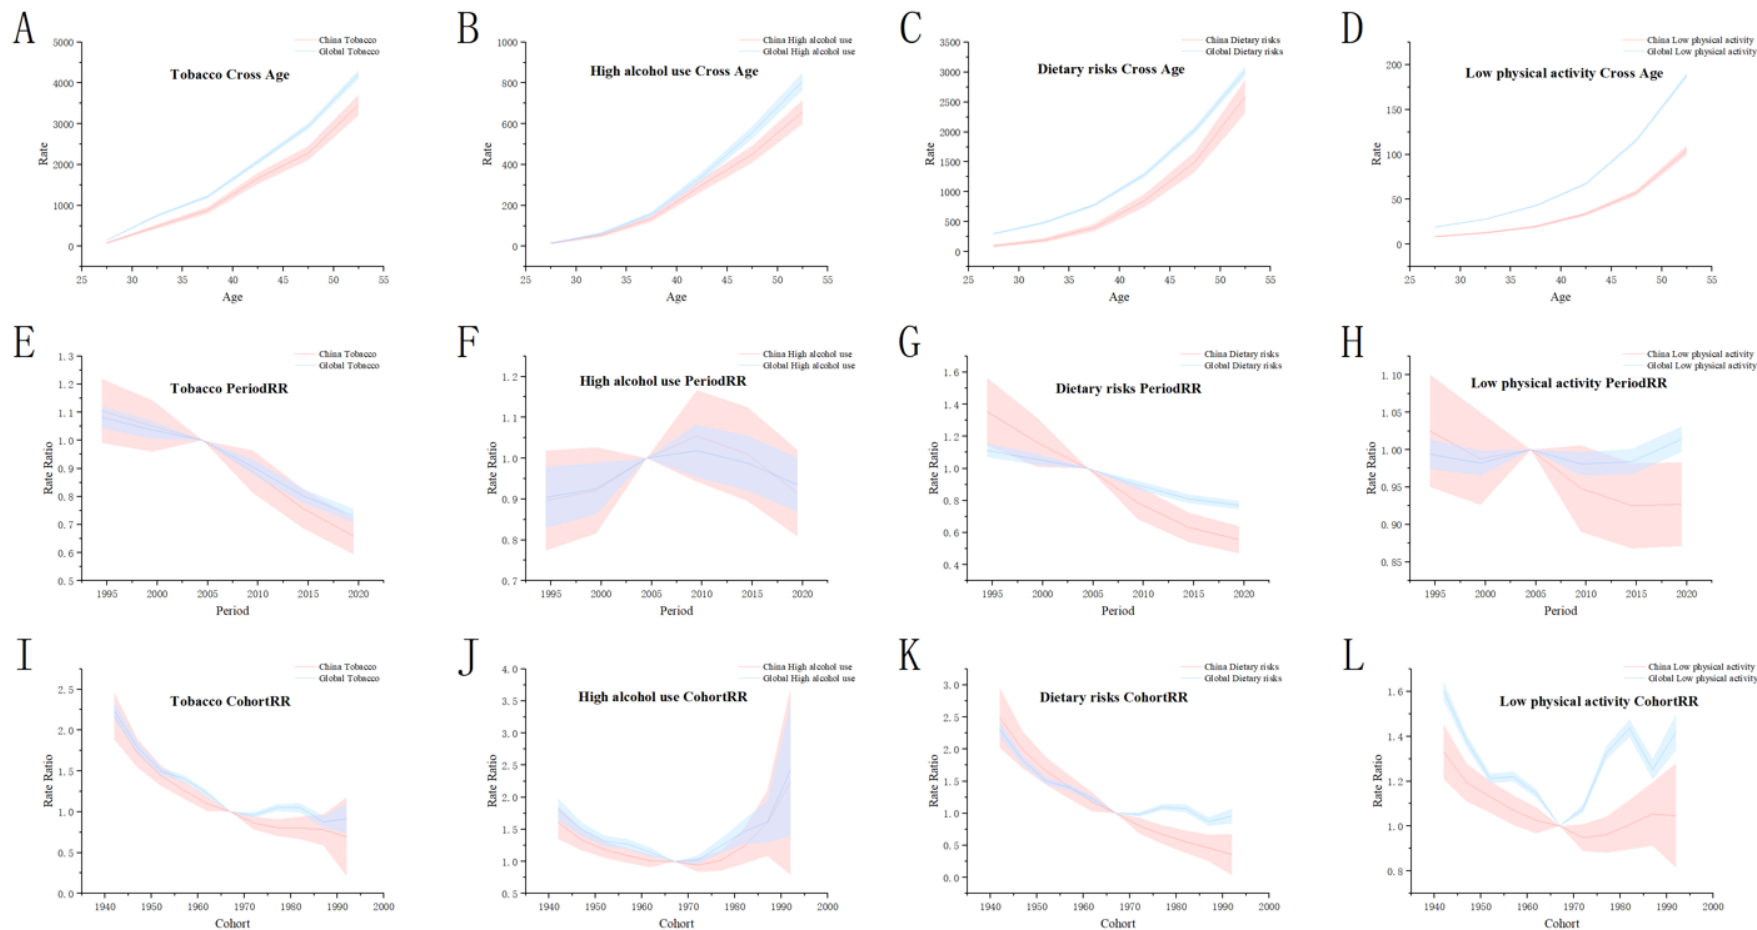 A
China Tobacco
Global Tobacco
Tobacco Cross Age
5000
4000
3000
2000
1000
0
Rate
25 30 35 40 45 50 55
Age
B
China High alcohol use
Global High alcohol use
High alcohol use Cross Age
1000
800
600
400
200
0
Rate
25 30 35 40 45 50 55
Age
C
China Dietary risks
Global Dietary risks
Dietary risks Cross Age
3500
3000
2500
2000
1500
1000
500
0
Rate
25 30 35 40 45 50 55
Age
D
China Low physical activity
Global Low physical activity
Low physical activity Cross Age
200
150
100
50
0
Rate
25 30 35 40 45 50 55
Age
E
China Tobacco
Global Tobacco
Tobacco PeriodRR
1.3
1.2
1.1
1.0
0.9
0.8
0.7
0.6
0.5
Rate Ratio
1995 2000 2005 2010 2015 2020
Period
F
China High alcohol use
Global High alcohol use
High alcohol use PeriodRR
1.2
1.1
1.0
0.9
0.8
0.7
Rate Ratio
1995 2000 2005 2010 2015 2020
Period
G
China Dietary risks
Global Dietary risks
Dietary risks PeriodRR
1.6
1.4
1.2
1.0
0.8
0.6
0.4
Rate Ratio
1995 2000 2005 2010 2015 2020
Period
H
China Low physical activity
Global Low physical activity
Low physical activity PeriodRR
1.10
1.05
1.00
0.95
0.90
0.85
Rate Ratio
1995 2000 2005 2010 2015 2020
Period
I
China Tobacco
Global Tobacco
Tobacco CohortRR
2.5
2.0
1.5
1.0
0.5
0.0
Rate Ratio
1940 1950 1960 1970 1980 1990 2000
Cohort
J
China High alcohol use
Global High alcohol use
High alcohol use CohortRR
4.0
3.5
3.0
2.5
2.0
1.5
1.0
0.5
Rate Ratio
1940 1950 1960 1970 1980 1990 2000
Cohort
K
China Dietary risks
Global Dietary risks
Dietary risks CohortRR
3.0
2.5
2.0
1.5
1.0
0.5
0.0
Rate Ratio
1940 1950 1960 1970 1980 1990 2000
Cohort
L
China Low physical activity
Global Low physical activity
Low physical activity CohortRR
1.6
1.4
1.2
1.0
0.8
Rate Ratio
1940 1950 1960 1970 1980 1990 2000
Cohort